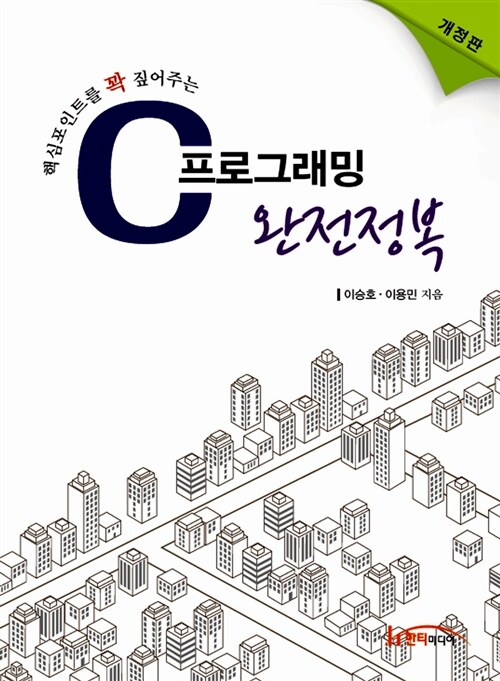 개정판
핵심포인트를 꽉 짚어주는
C 프로그래밍
완전정복
이승호 · 이용민 지음
한티미디어